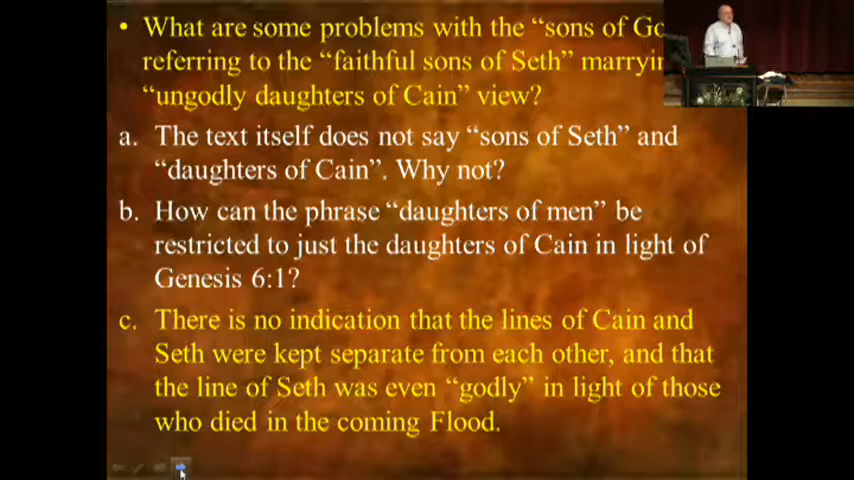 • What are some problems with the “sons of Go
referring to the “faithful sons of Seth” marryin
“ungodly daughters of Cain” view?
a. The text itself does not say “sons of Seth” and
“daughters of Cain”. Why not?
b. How can the phrase “daughters of men” be
restricted to just the daughters of Cain in light of
Genesis 6:1?
c. There is no indication that the lines of Cain and
Seth were kept separate from each other, and that
the line of Seth was even “godly” in light of those
who died in the coming Flood.